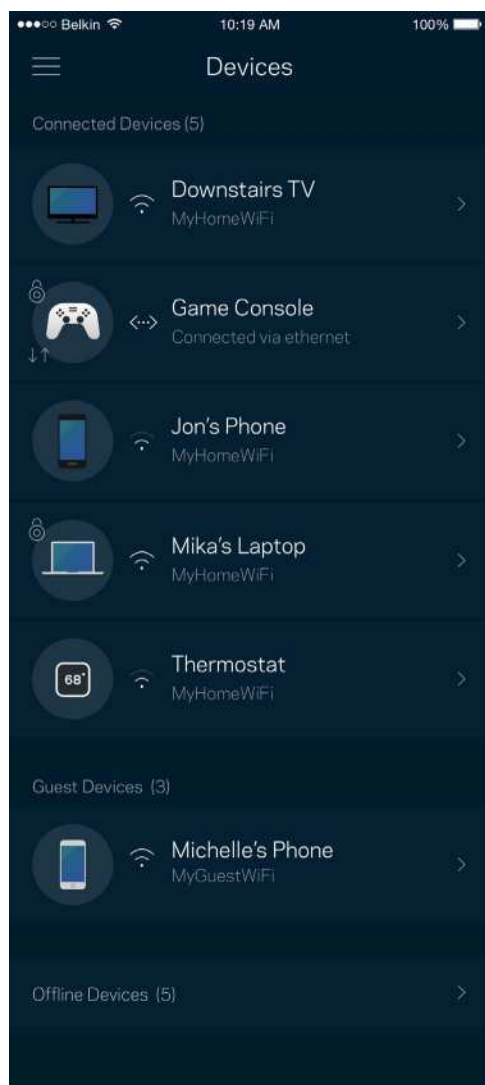 Belkin
10:19 AM
100%
Devices
Connected Devices (5)
Downstairs TV
MyHomeWiFi
Game Console
Connected via ethernet
Jon's Phone
MyHomeWiFi
Mika's Laptop
MyHomeWiFi
68°
Thermostat
MyHomeWiFi
Guest Devices (3)
Michelle's Phone
MyGuestWiFi
Offline Devices (5)